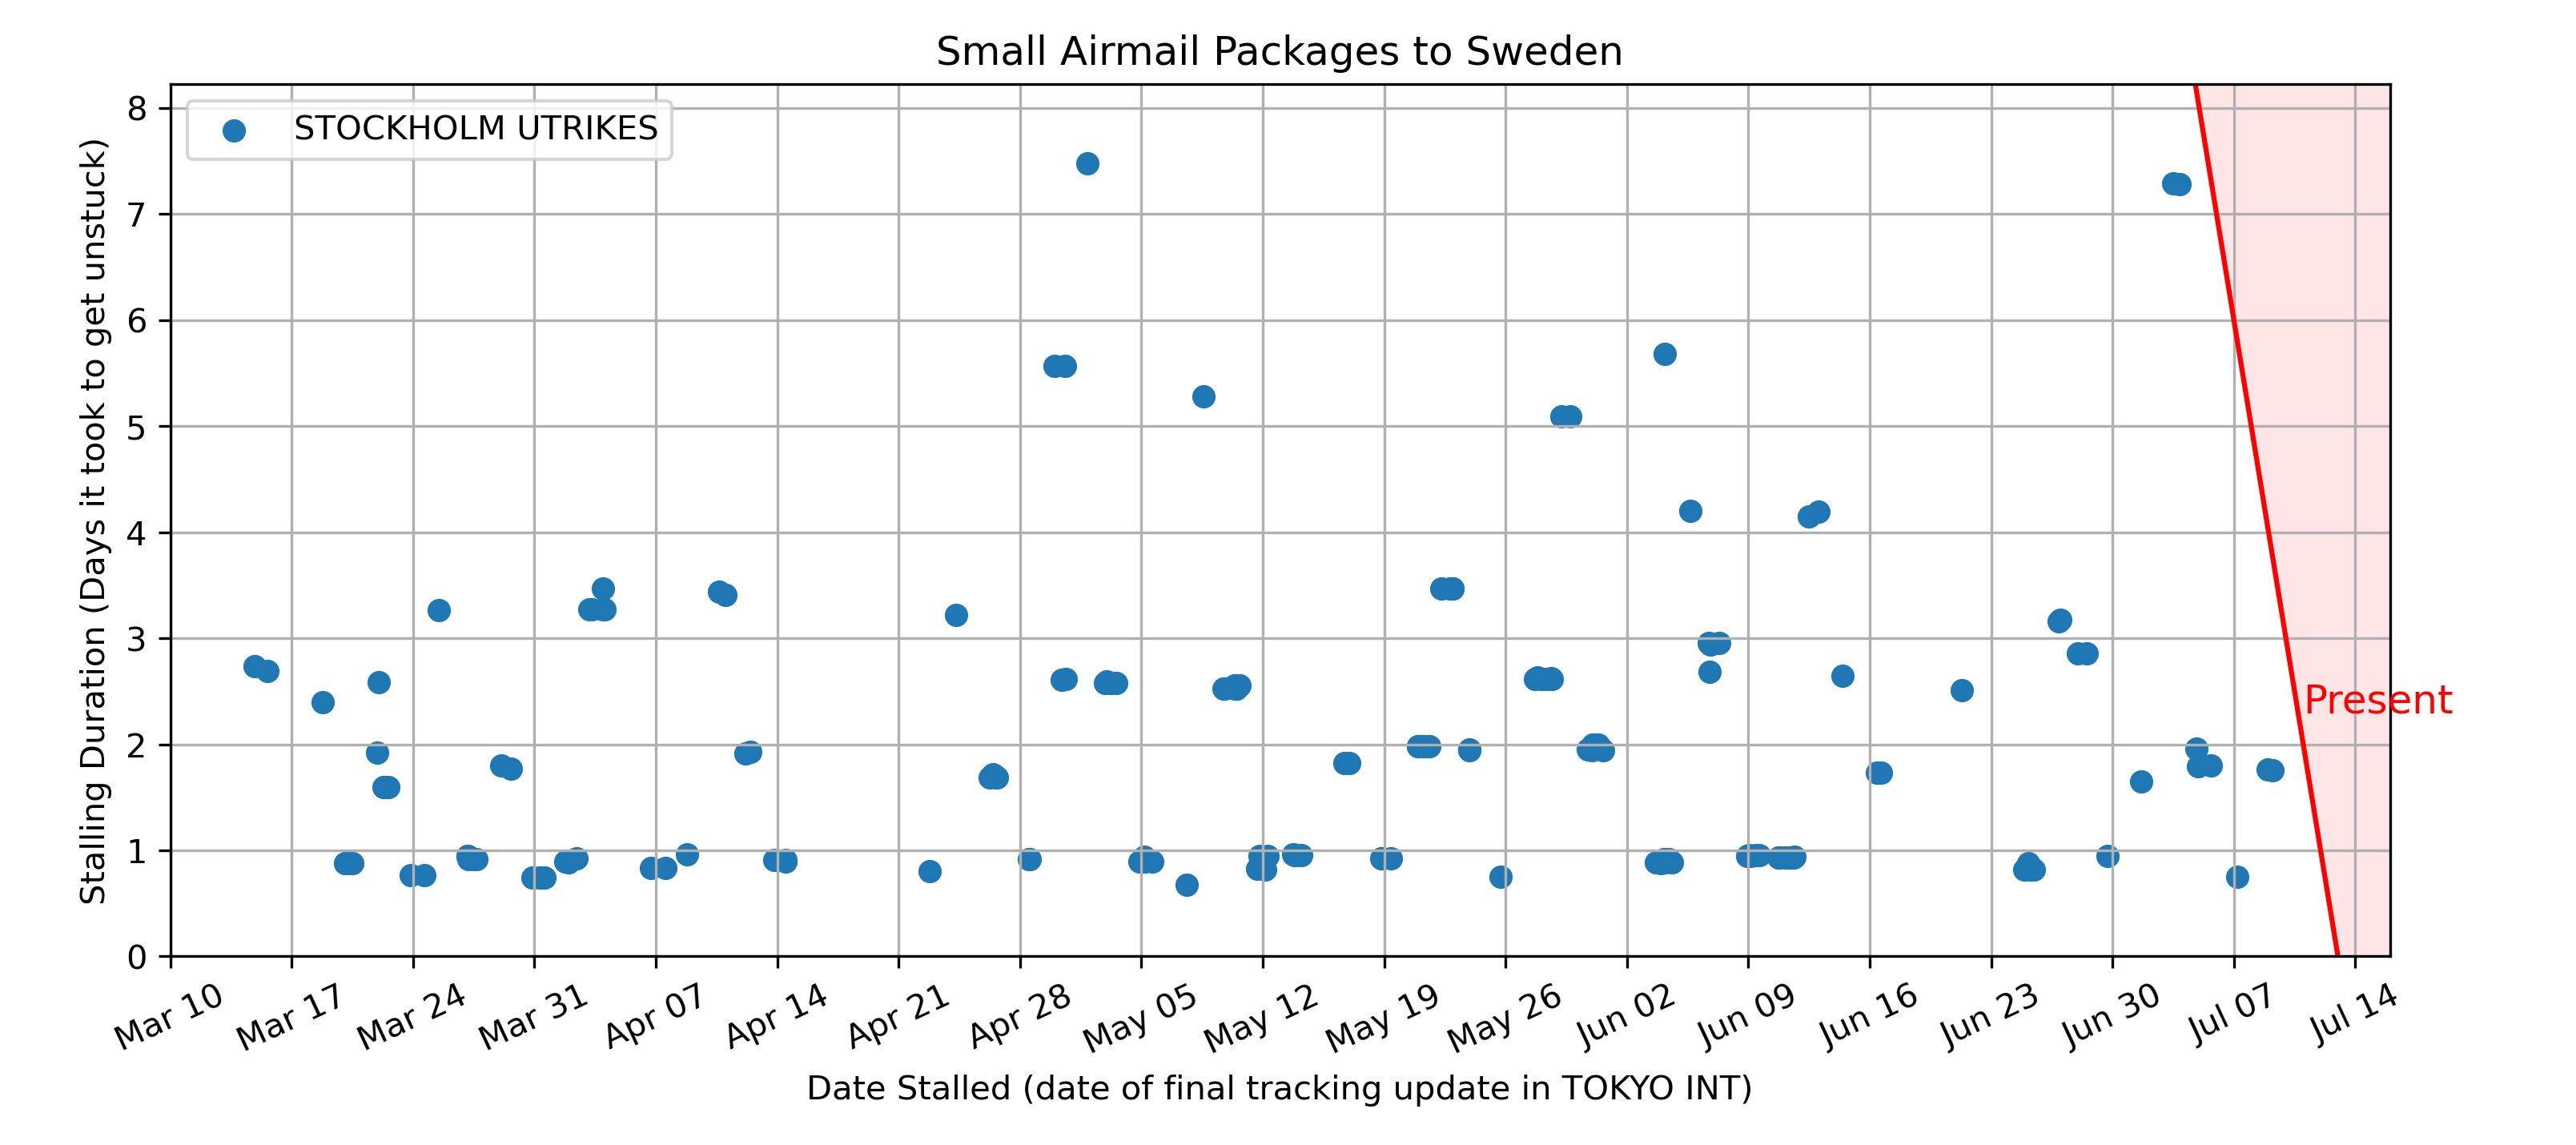 Small Airmail Packages to Sweden
STOCKHOLM UTRIKES
Stalling Duration (Days it took to get unstuck)
8
7
6
5
4
3
2
1
0
Present
Mar 10
Mar 17
Mar 24
Mar 31
Apr 07
Apr 14
Apr 21
Apr 28
May 05
May 12
May 19
May 26
Jun 02
Jun 09
Jun 16
Jun 23
Jun 30
Jul 07
Jul 14
Date Stalled (date of final tracking update in TOKYO INT)